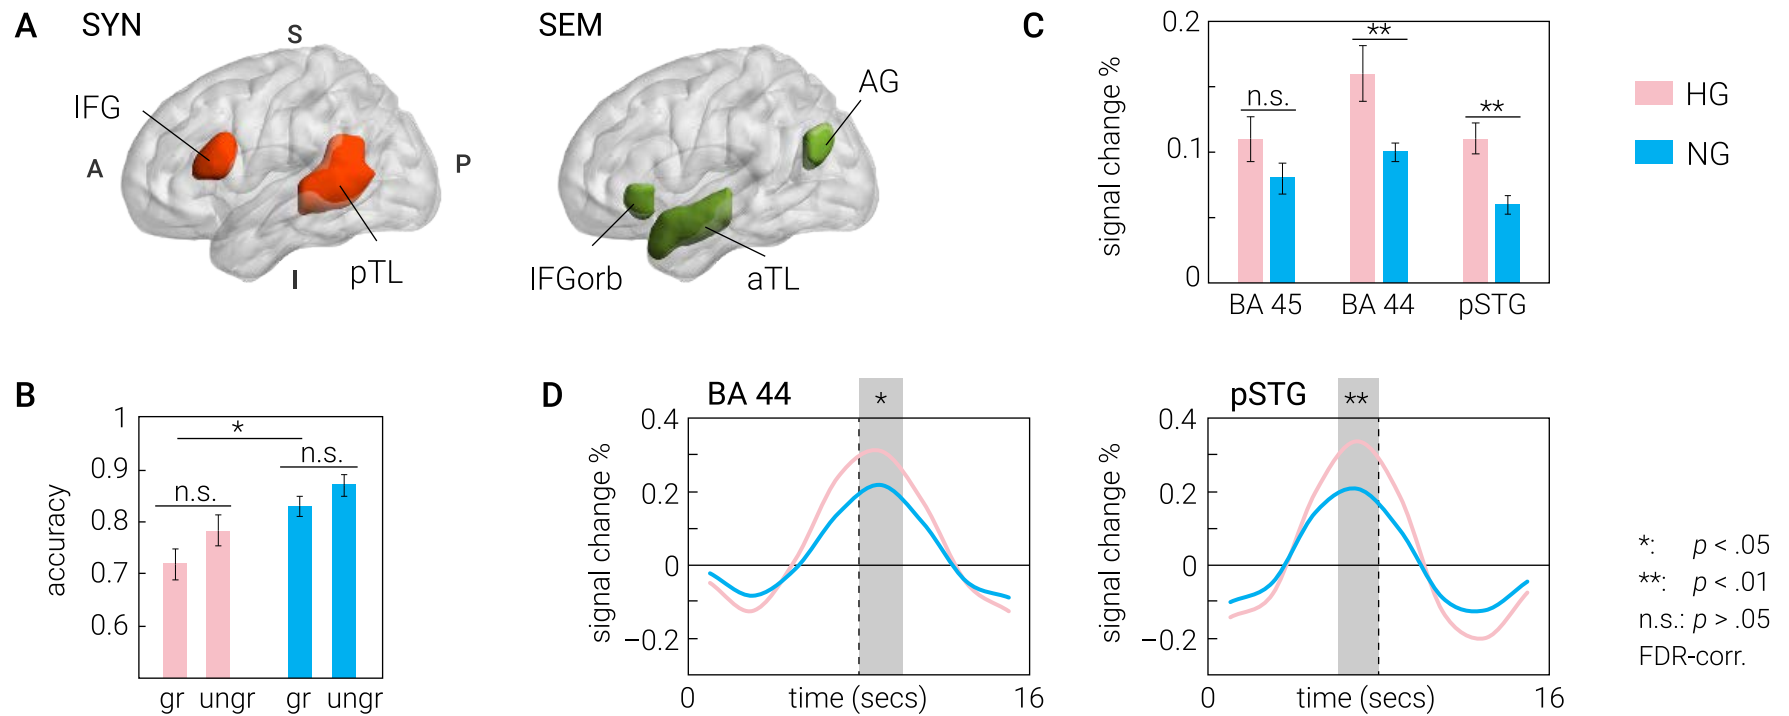 A SYN
S
IFG
A
P
I
pTL
SEM
AG
IFGorb
aTL
C
0.2
0.1
0
signal change %
n.s.
**
**
BA 45 BA 44 pSTG
HG
NG
B
1
0.9
0.8
0.7
0.6
accuracy
*
n.s.
n.s.
gr ungr gr ungr
D
BA 44
*
0.4
0.2
0
−0.2
signal change %
0 time (secs) 16
pSTG
**
0.4
0.2
0
−0.2
signal change %
0 time (secs) 16
*: p < .05
**: p < .01
n.s.: p > .05
FDR-corr.